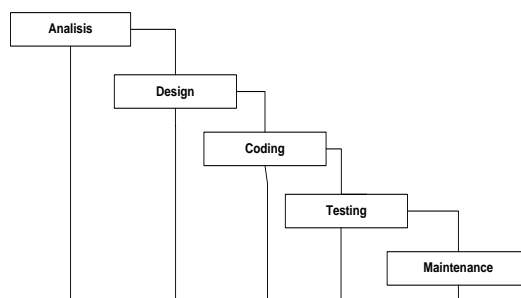 Analisis
Design
Coding
Testing
Maintenance